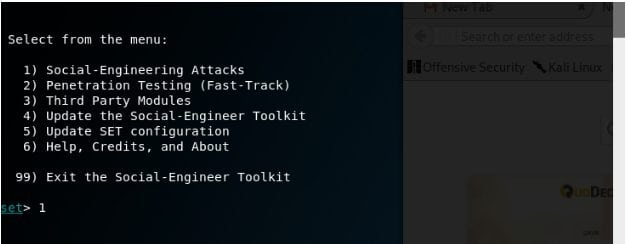 Select from the menu:
1) Social-Engineering Attacks
2) Penetration Testing (Fast-Track)
3) Third Party Modules
4) Update the Social-Engineer Toolkit
5) Update SET configuration
6) Help, Credits, and About
99) Exit the Social-Engineer Toolkit
set> 1
New Tab
Search or enter address
Offensive Security
Kali Linux